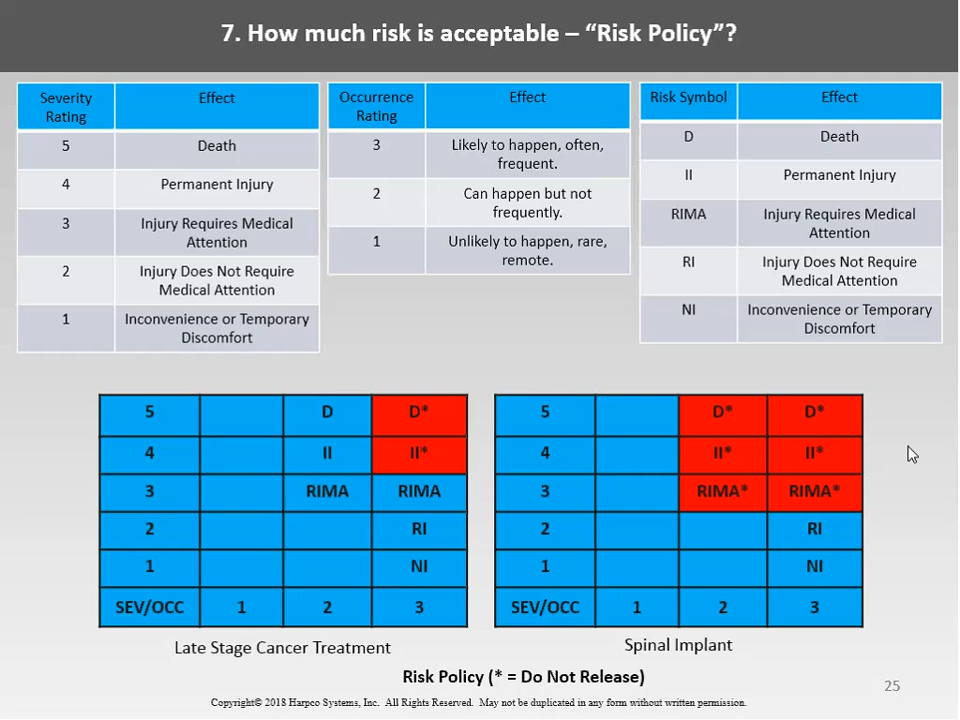 7. How much risk is acceptable – “Risk Policy”?
Severity
Rating
Effect
5
Death
4
Permanent Injury
3
Injury Requires Medical
Attention
2
Injury Does Not Require
Medical Attention
1
Inconvenience or Temporary
Discomfort
Occurrence
Rating
Effect
3
Likely to happen, often,
frequent.
2
Can happen but not
frequently.
1
Unlikely to happen, rare,
remote.
Risk Symbol
Effect
D
Death
II
Permanent Injury
RIMA
Injury Requires Medical
Attention
RI
Injury Does Not Require
Medical Attention
NI
Inconvenience or Temporary
Discomfort
5 D D*
4 II II*
3 RIMA RIMA
2 RI
1 NI
SEV/OCC 1 2 3
Late Stage Cancer Treatment
5 D* D*
4 II* II*
3 RIMA* RIMA*
2 RI
1 NI
SEV/OCC 1 2 3
Spinal Implant
Risk Policy (* = Do Not Release)
25
Copyright© 2018 Harpco Systems, Inc. All Rights Reserved. May not be duplicated in any form without written permission.